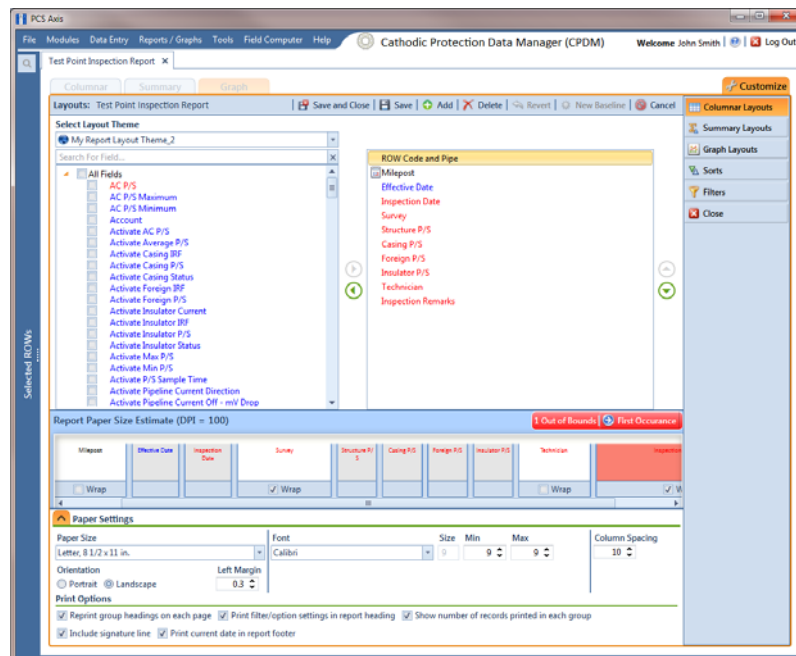 PCS Axis
File Modules Data Entry Reports / Graphs Tools Field Computer Help
Cathodic Protection Data Manager (CPDM)
Welcome John Smith | Log Out
Test Point Inspection Report X
Columnar Summary Graph
Customize
Layouts: Test Point Inspection Report
Save and Close | Save | Add | Delete | Revert | New Baseline | Cancel
Select Layout Theme
My Report Layout Theme_2
Search For Field...
All Fields
AC P/S
AC P/S Maximum
AC P/S Minimum
Account
Activate AC P/S
Activate Average P/S
Activate Casing IRF
Activate Casing P/S
Activate Casing Status
Activate Foreign IRF
Activate Foreign P/S
Activate Insulator Current
Activate Insulator IRF
Activate Insulator P/S
Activate Insulator Status
Activate Max P/S
Activate Min P/S
Activate P/S Sample Time
Activate Pipeline Current Direction
Activate Pipeline Current Off - mV Drop
ROW Code and Pipe
Milepost
Effective Date
Inspection Date
Survey
Structure P/S
Casing P/S
Foreign P/S
Insulator P/S
Technician
Inspection Remarks
Columnar Layouts
Summary Layouts
Graph Layouts
Sorts
Filters
Close
Selected ROWs
Report Paper Size Estimate (DPI = 100)
1 Out of Bounds | First Occurance
Milepost Effective Date Inspection Date Survey Structure P/S Casing P/S Foreign P/S Insulator P/S Technician Inspection
Wrap Wrap Wrap W
Paper Settings
Paper Size Font Size Min Max Column Spacing
Letter, 8 1/2 x 11 in. Calibri 9 9 9 10
Orientation Left Margin
Portrait Landscape 0.3
Print Options
Reprint group headings on each page Print filter/option settings in report heading Show number of records printed in each group
Include signature line Print current date in report footer